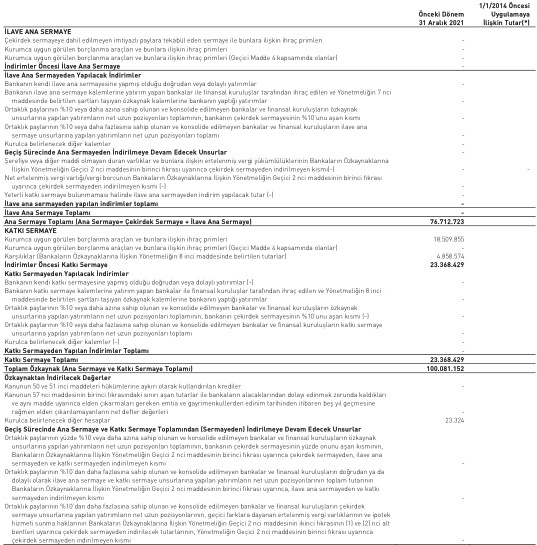 1/1/2014 Öncesi
Önceki Dönem Uygulamaya
31 Aralık 2021 İlişkin Tutar(*)
İLAVE ANA SERMAYE
Çekirdek sermayeye dahil edilmeyen imtiyazlı paylara tekabül eden sermaye ile bunlara ilişkin ihraç primleri -
Kurumca uygun görülen borçlanma araçları ve bunlara ilişkin ihraç primleri -
Kurumca uygun görülen borçlanma araçları ve bunlara ilişkin ihraç primleri (Geçici Madde 4 kapsamında olanlar) -
İndirimler Öncesi İlave Ana Sermaye -
İlave Ana Sermayeden Yapılacak İndirimler
Bankanın kendi ilave ana sermayesine yapmış olduğu doğrudan veya dolaylı yatırımlar -
Bankanın ilave ana sermaye kalemlerine yatırım yapan bankalar ile finansal kuruluşlar tarafından ihraç edilen ve Yönetmeliğin 7 nci
maddesinde belirtilen şartları taşıyan özkaynak kalemlerine bankanın yaptığı yatırımlar -
Ortaklık paylarının %10 veya daha azına sahip olunan ve konsolide edilmeyen bankalar ve finansal kuruluşların özkaynak
unsurlarına yapılan yatırımların net uzun pozisyonları toplamının, bankanın çekirdek sermayesinin %10'unu aşan kısmı -
Ortaklık paylarının %10 veya daha fazlasına sahip olunan ve konsolide edilmeyen bankalar ve finansal kuruluşların ilave ana
sermaye unsurlarına yapılan yatırımların net uzun pozisyonları toplamı -
Kurulca belirlenecek diğer kalemler -
Geçiş Sürecinde Ana Sermayeden İndirilmeye Devam Edecek Unsurlar
Şerefiye veya diğer maddi olmayan duran varlıklar ve bunlara ilişkin ertelenmiş vergi yükümlülüklerinin Bankaların Özkaynaklarına
İlişkin Yönetmeliğin Geçici 2 nci maddesinin birinci fıkrası uyarınca çekirdek sermayeden indirilmeyen kısmı(-) - -
Net ertelenmiş vergi varlığı/vergi borcunun Bankaların Özkaynaklarına İlişkin Yönetmeliğin Geçici 2 nci maddesinin birinci fıkrası
uyarınca çekirdek sermayeden indirilmeyen kısmı (-) -
Yeterli katkı sermaye bulunmaması halinde ilave ana sermayeden indirim yapılacak tutar (-) -
İlave ana sermayeden yapılan indirimler toplamı -
İlave Ana Sermaye Toplamı -
Ana Sermaye Toplamı (Ana Sermaye= Çekirdek Sermaye + İlave Ana Sermaye) 76.712.723
KATKI SERMAYE
Kurumca uygun görülen borçlanma araçları ve bunlara ilişkin ihraç primleri 18.509.855
Kurumca uygun görülen borçlanma araçları ve bunlara ilişkin ihraç primleri (Geçici Madde 4 kapsamında olanlar) -
Karşılıklar (Bankaların Özkaynaklarına İlişkin Yönetmeliğin 8 inci maddesinde belirtilen tutarlar) 4.858.574
İndirimler Öncesi Katkı Sermaye 23.368.429
Katkı Sermayeden Yapılacak İndirimler
Bankanın kendi katkı sermayesine yapmış olduğu doğrudan veya dolaylı yatırımlar (-) -
Bankanın katkı sermaye kalemlerine yatırım yapan bankalar ile finansal kuruluşlar tarafından ihraç edilen ve Yönetmeliğin 8 inci
maddesinde belirtilen şartları taşıyan özkaynak kalemlerine bankanın yaptığı yatırımlar -
Ortaklık paylarının %10 veya daha azına sahip olunan ve konsolide edilmeyen bankalar ve finansal kuruluşların özkaynak
unsurlarına yapılan yatırımların net uzun pozisyonları toplamının, bankanın çekirdek sermayesinin %10'unu aşan kısmı (-) -
Ortaklık paylarının %10 veya daha fazlasına sahip olunan ve konsolide edilmeyen bankalar ve finansal kuruluşların katkı sermaye
unsurlarına yapılan yatırımların net uzun pozisyonları toplamı -
Kurulca belirlenecek diğer kalemler (-) -
Katkı Sermayeden Yapılan İndirimler Toplamı -
Katkı Sermaye Toplamı 23.368.429
Toplam Özkaynak (Ana Sermaye ve Katkı Sermaye Toplamı) 100.081.152
Özkaynaktan İndirilecek Değerler
Kanunun 50 ve 51 inci maddeleri hükümlerine aykırı olarak kullandırılan krediler -
Kanunun 57 nci maddesinin birinci fıkrasındaki sınırı aşan tutarlar ile bankaların alacaklarından dolayı edinmek zorunda kaldıkları
ve aynı madde uyarınca elden çıkarmaları gereken emtia ve gayrimenkullerden edinim tarihinden itibaren beş yıl geçmesine
rağmen elden çıkarılamayanların net defter değerleri -
Kurulca belirlenecek diğer hesaplar 23.324
Geçiş Sürecinde Ana Sermaye ve Katkı Sermaye Toplamından (Sermayeden) İndirilmeye Devam Edecek Unsurlar
Ortaklık paylarının yüzde %10 veya daha azına sahip olunan ve konsolide edilmeyen bankalar ve finansal kuruluşların özkaynak
unsurlarına yapılan yatırımların net uzun pozisyonları toplamının, bankanın çekirdek sermayesinin yüzde onunu aşan kısmının,
Bankaların Özkaynaklarına İlişkin Yönetmeliğin Geçici 2 nci maddesinin birinci fıkrası uyarınca çekirdek sermayeden, ilave ana
sermayeden ve katkı sermayeden indirilmeyen kısmı -
Ortaklık paylarının %10'dan daha fazlasına sahip olunan ve konsolide edilmeyen bankalar ve finansal kuruluşların doğrudan ya da
dolaylı olarak ilave ana sermaye ve katkı sermaye unsurlarına yapılan yatırımların net uzun pozisyonlarının toplam tutarının
Bankaların Özkaynaklarına İlişkin Yönetmeliğin Geçici 2 nci maddesinin birinci fıkrası uyarınca, ilave ana sermayeden ve katkı
sermayeden indirilmeyen kısmı -
Ortaklık paylarının %10'dan daha fazlasına sahip olunan ve konsolide edilmeyen bankalar ve finansal kuruluşların çekirdek
sermaye unsurlarına yapılan yatırımların net uzun pozisyonlarının, geçici farklara dayanan ertelenmiş vergi varlıklarının ve ipotek
hizmeti sunma haklarının Bankaların Özkaynaklarına İlişkin Yönetmeliğin Geçici 2 nci maddesinin ikinci fıkrasının (1) ve (2) nci alt
bentleri uyarınca çekirdek sermayeden indirilecek tutarlarının, Yönetmeliğin Geçici 2 nci maddesinin birinci fıkrası uyarınca
çekirdek sermayeden indirilmeyen kısmı -